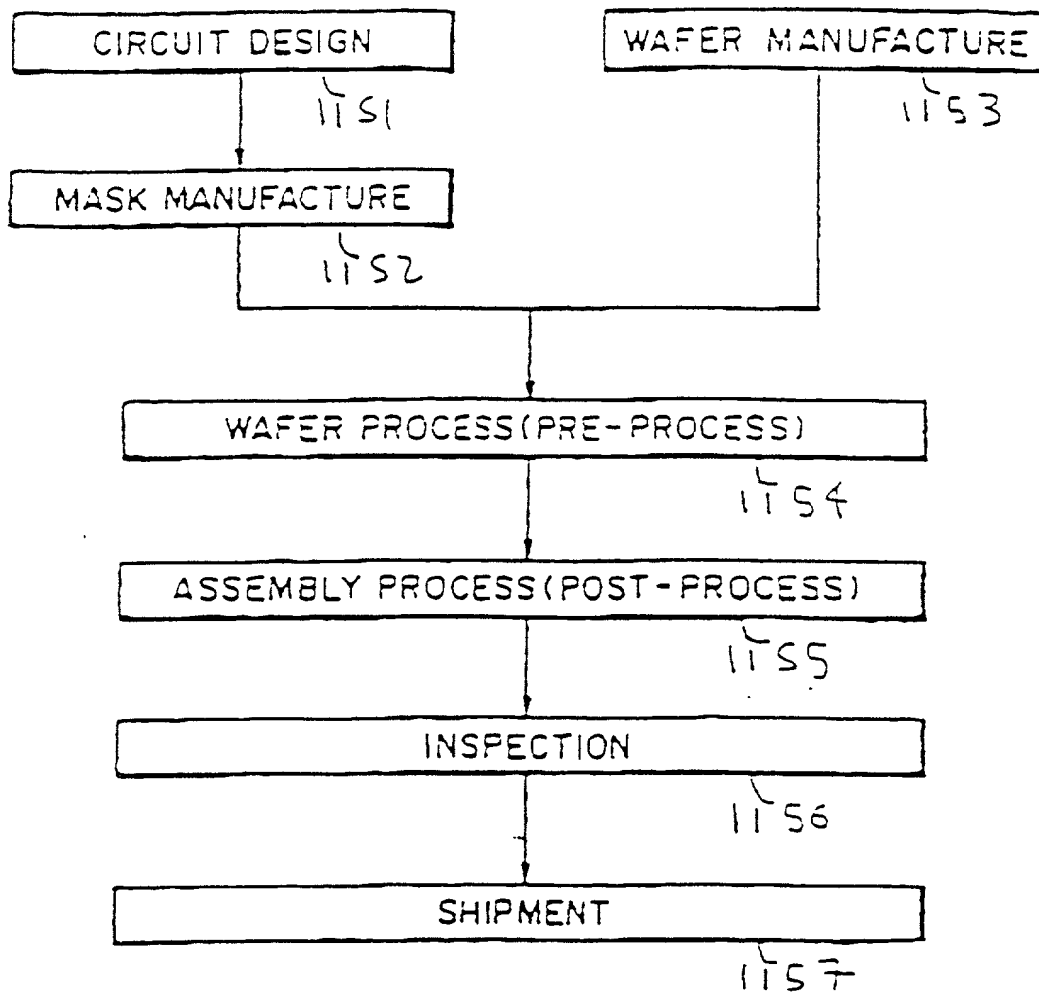 CIRCUIT DESIGN
WAFER MANUFACTURE
11S1
11S3
MASK MANUFACTURE
11S2
WAFER PROCESS(PRE-PROCESS)
11S4
ASSEMBLY PROCESS(POST-PROCESS)
11S5
INSPECTION
11S6
SHIPMENT
11S7